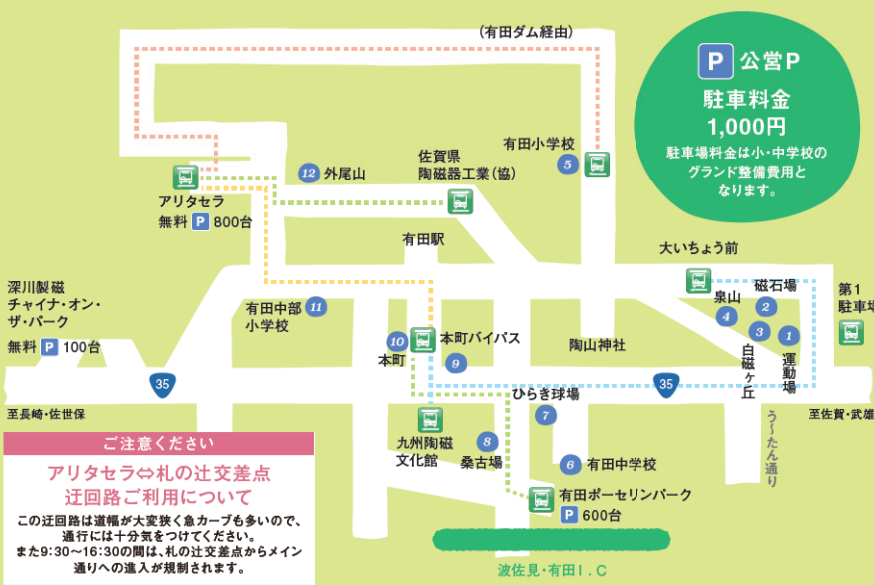 (有田ダム経由)
P 公営P
駐車料金
1,000円
駐車場料金は小・中学校の
グランド整備費用と
なります。
有田小学校
5
佐賀県
陶磁器工業(協)
12 外尾山
アリタセラ
無料 P 800台
有田駅
大いちょう前
磁石場
2
泉山
4
3
1
白磁ヶ丘
運動場
第1
駐車場
深川製磁
チャイナ・オン・
ザ・パーク
無料 P 100台
有田中部
小学校
11
10
本町
本町バイパス
9
陶山神社
35
35
至長崎・佐世保
至佐賀・武雄
ひらき球場
7
う〜たん通り
九州陶磁
文化館
8
桑古場
6 有田中学校
有田ポーセリンパーク
P 600台
波佐見・有田I.C
ご注意ください
アリタセラ⇔札の辻交差点
迂回路ご利用について
この迂回路は道幅が大変狭く急カーブも多いので、
通行には十分気をつけてください。
また9:30〜16:30の間は、札の辻交差点からメイン
通りへの進入が規制されます。